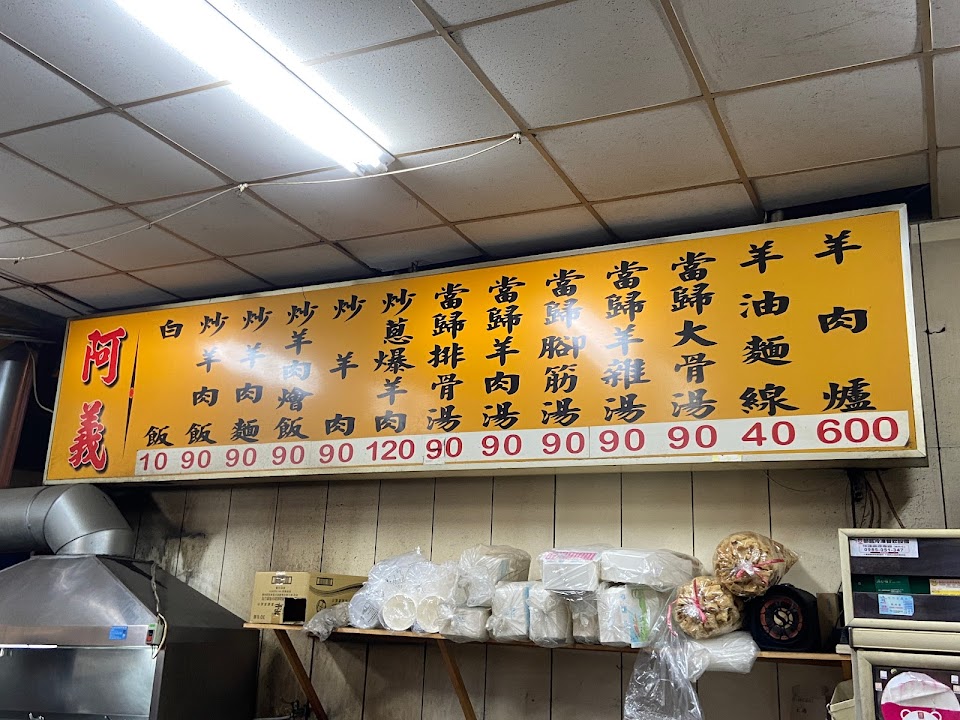 羊肉爐 600
羊油麵線 40
當歸大骨湯 90
當歸羊雜湯 90
當歸腳筋湯 90
當歸羊肉湯 90
當歸排骨湯 90
炒蔥爆羊肉 120
炒羊肉 90
炒羊肉燴飯 90
炒羊肉麵 90
炒羊肉飯 90
白飯 10
阿義